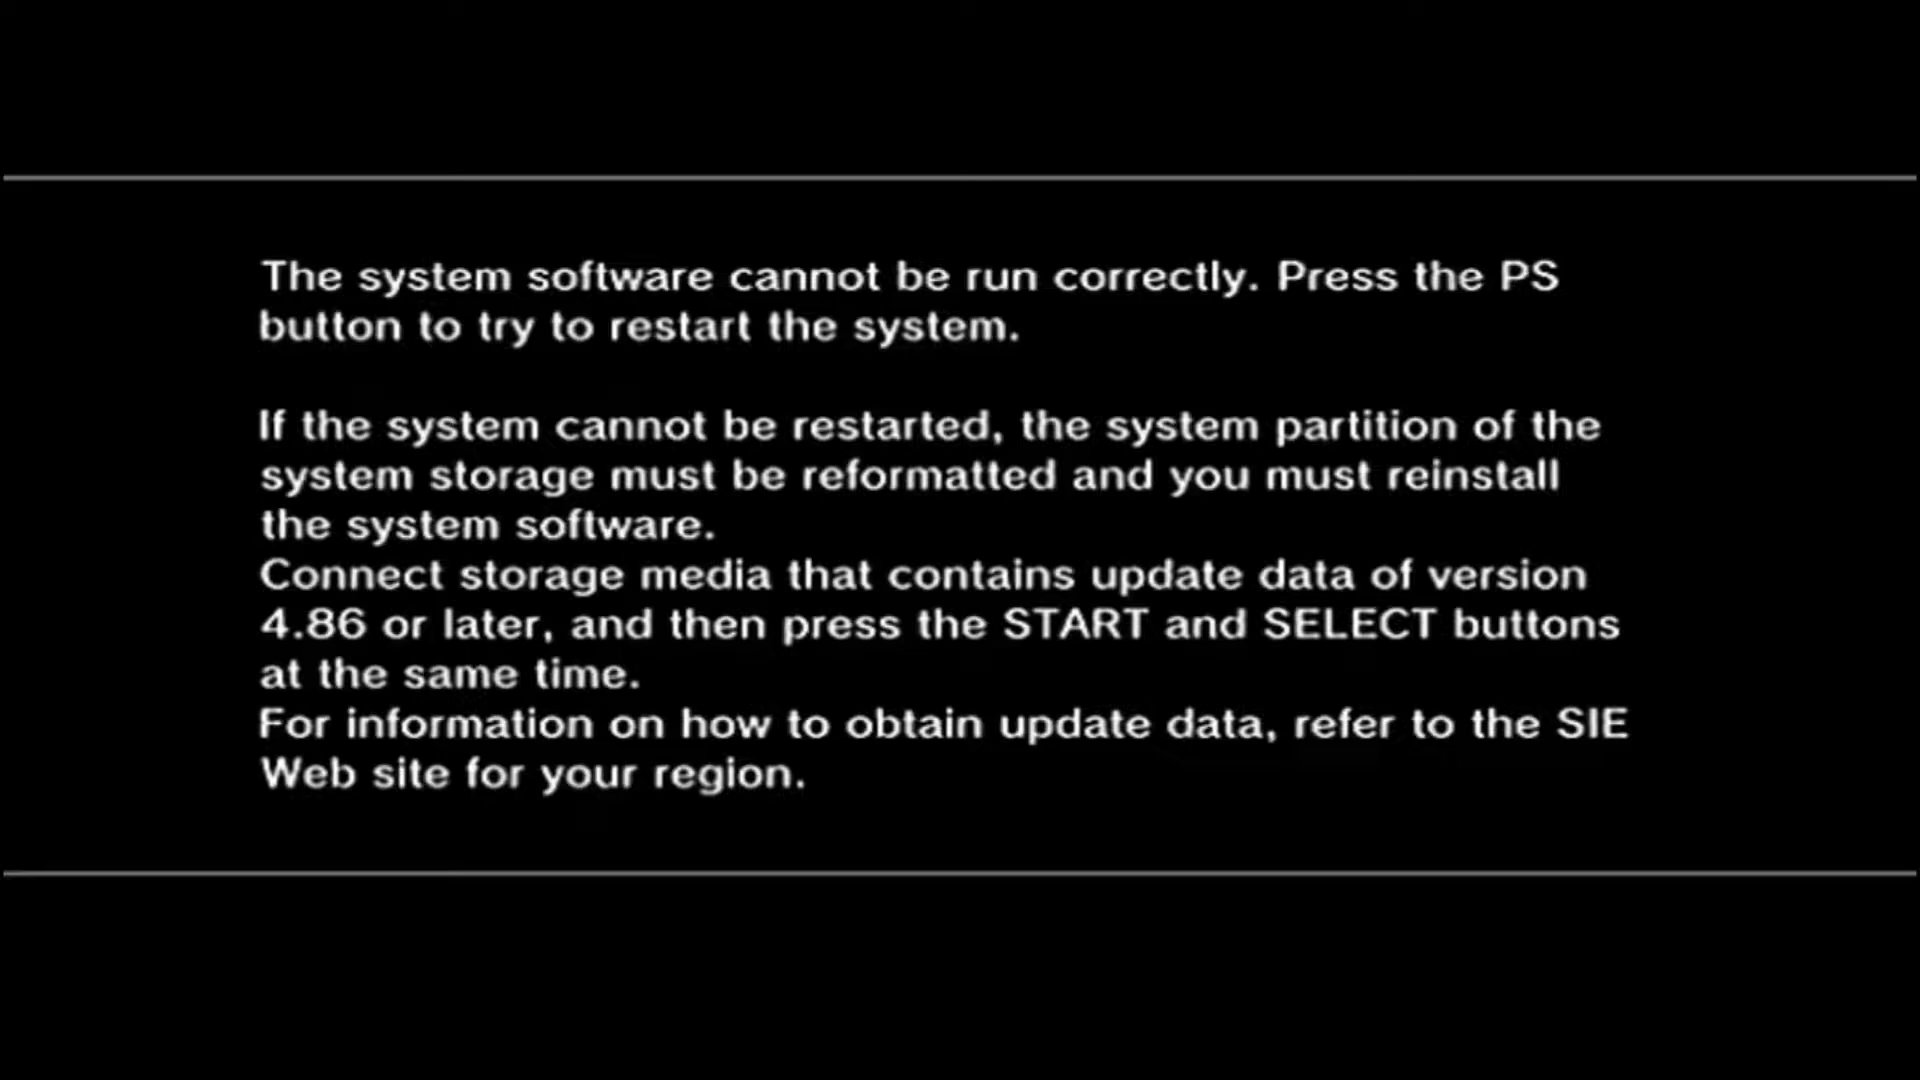 The system software cannot be run correctly. Press the PS
button to try to restart the system.
If the system cannot be restarted, the system partition of the
system storage must be reformatted and you must reinstall
the system software.
Connect storage media that contains update data of version
4.86 or later, and then press the START and SELECT buttons
at the same time.
For information on how to obtain update data, refer to the SIE
Web site for your region.